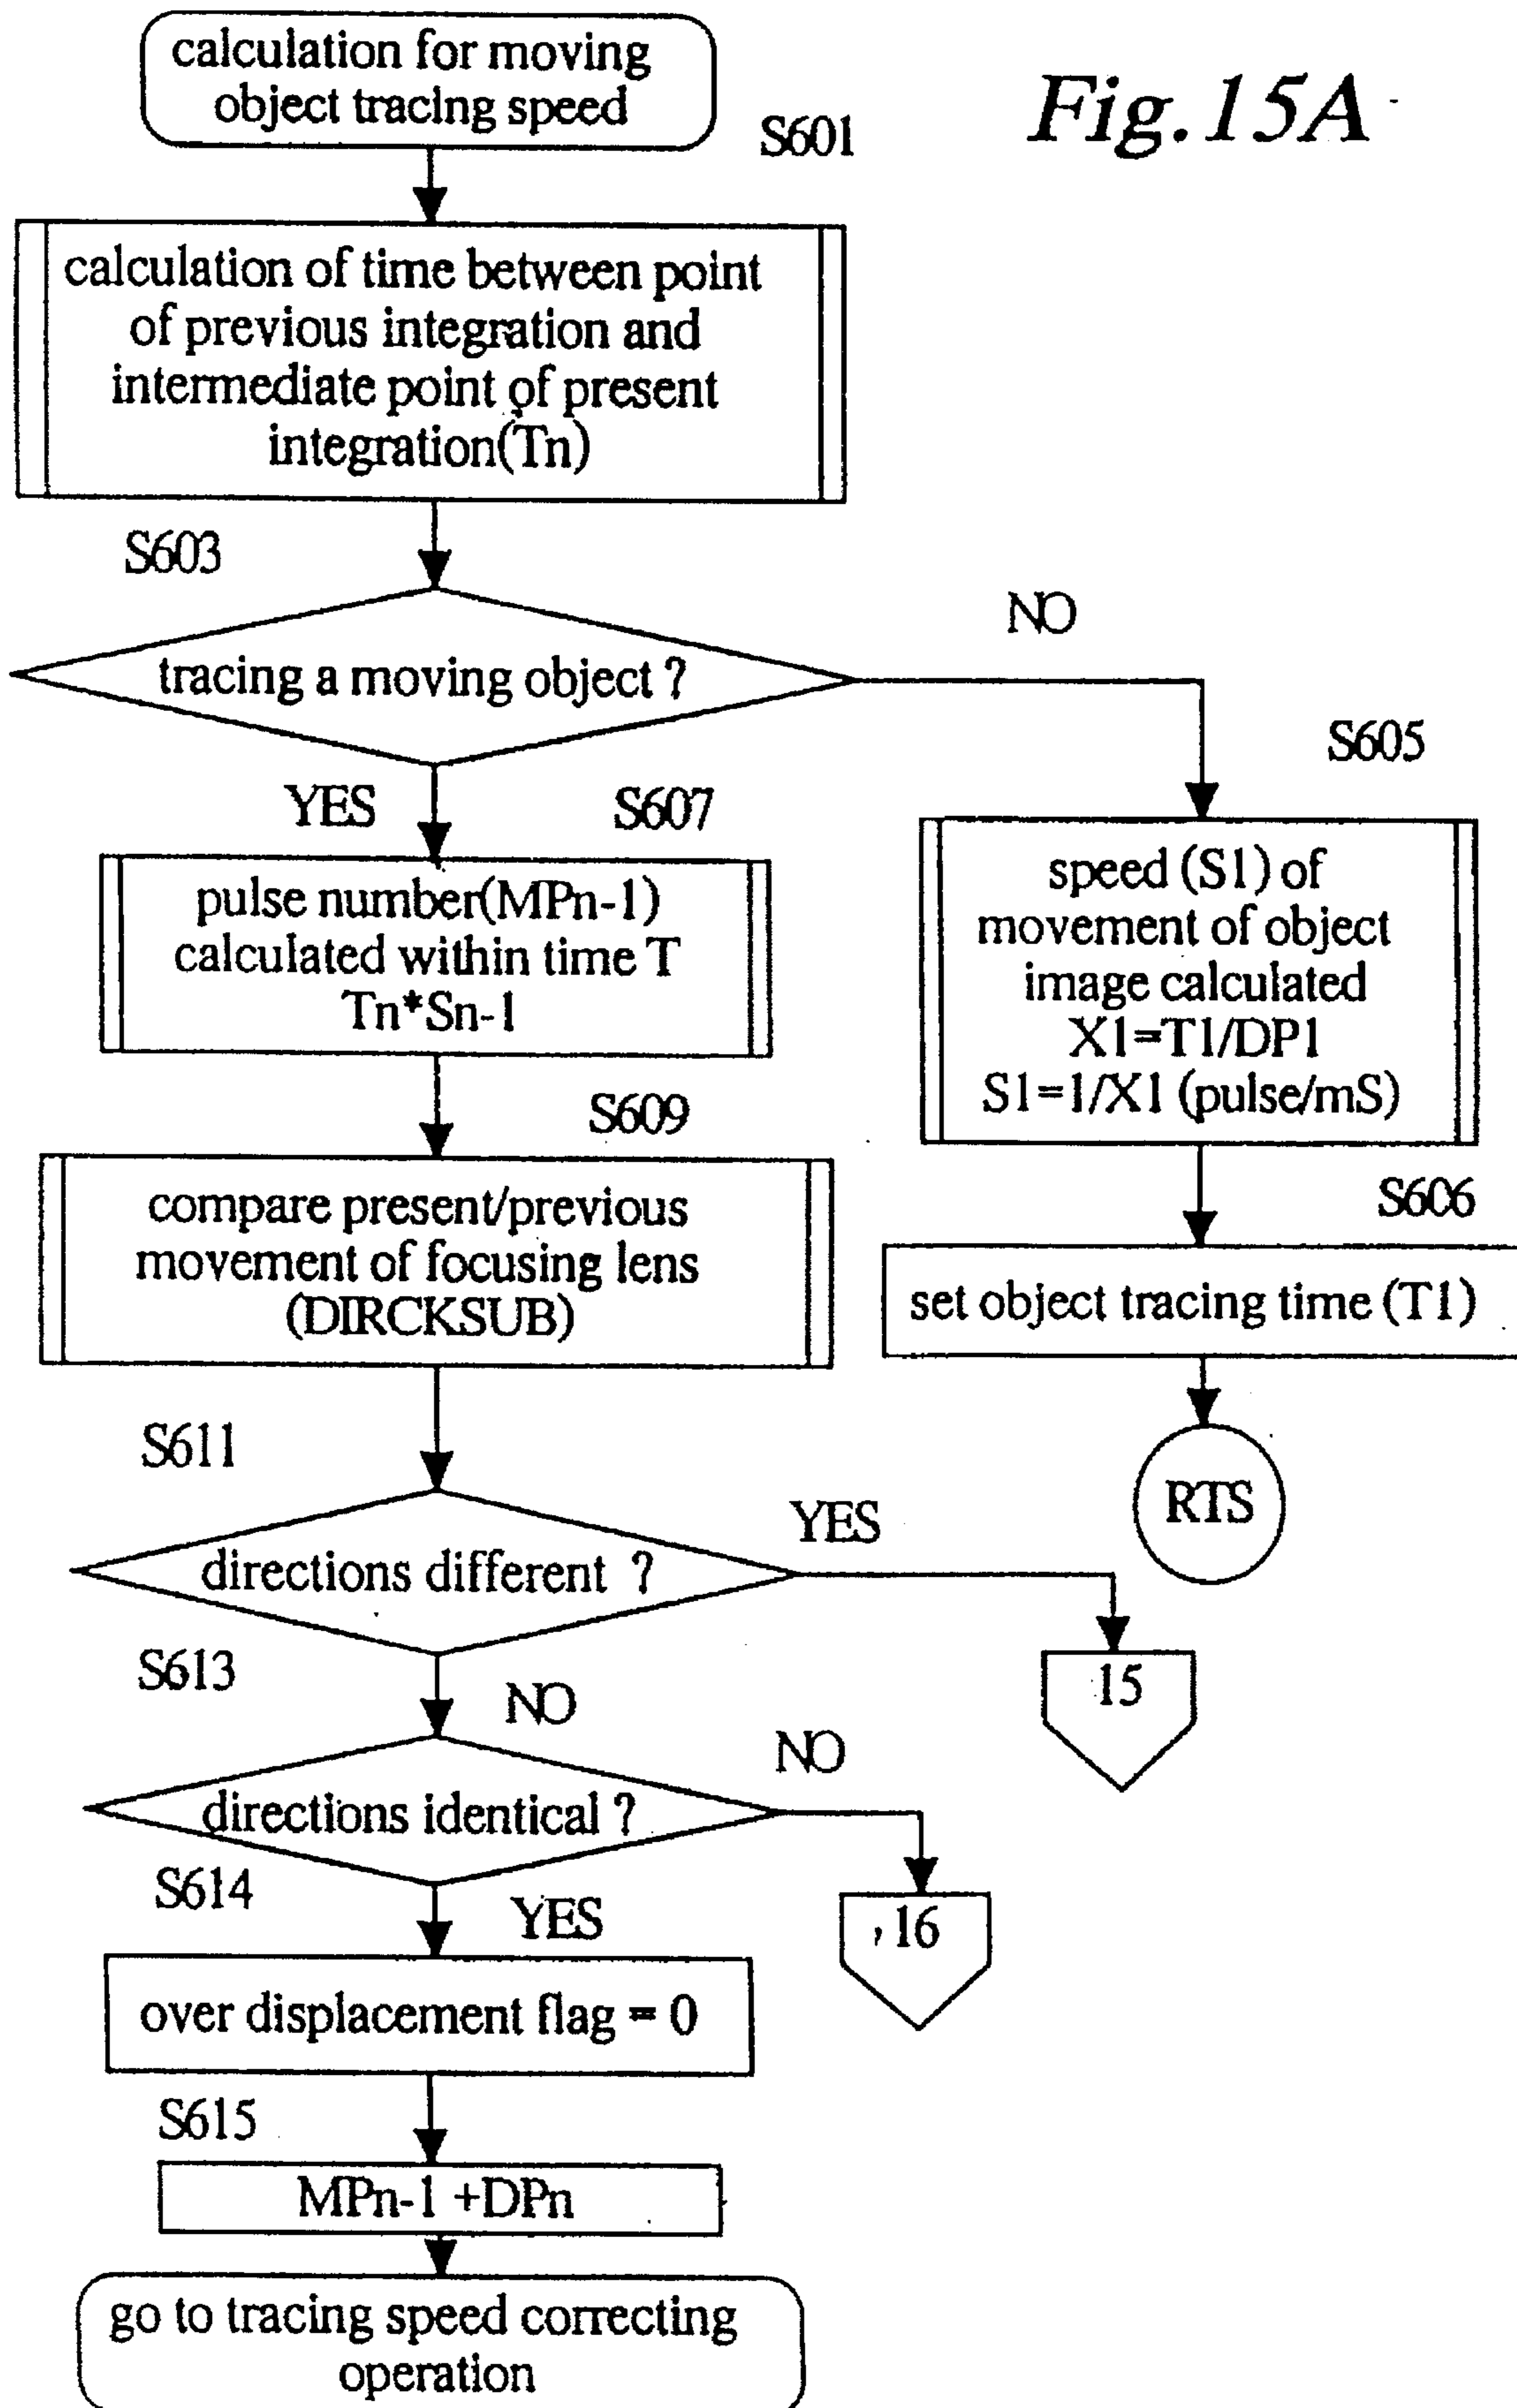 calculation for moving
object tracing speed
Fig. 15A
S601
calculation of time between point
of previous integration and
intermediate point of present
integration(Tn)
S603
tracing a moving object ?
NO
YES
S605
speed (S1) of
movement of object
image calculated
X1=T1/DP1
S1=1/X1 (pulse/mS)
S606
set object tracing time (T1)
RTS
S607
pulse number(MPn-1)
calculated within time T
Tn*Sn-1
S609
compare present/previous
movement of focusing lens
(DIRCKSUB)
S611
directions different ?
YES
15
NO
S613
directions identical ?
NO
16
YES
S614
over displacement flag = 0
S615
MPn-1 +DPn
go to tracing speed correcting
operation